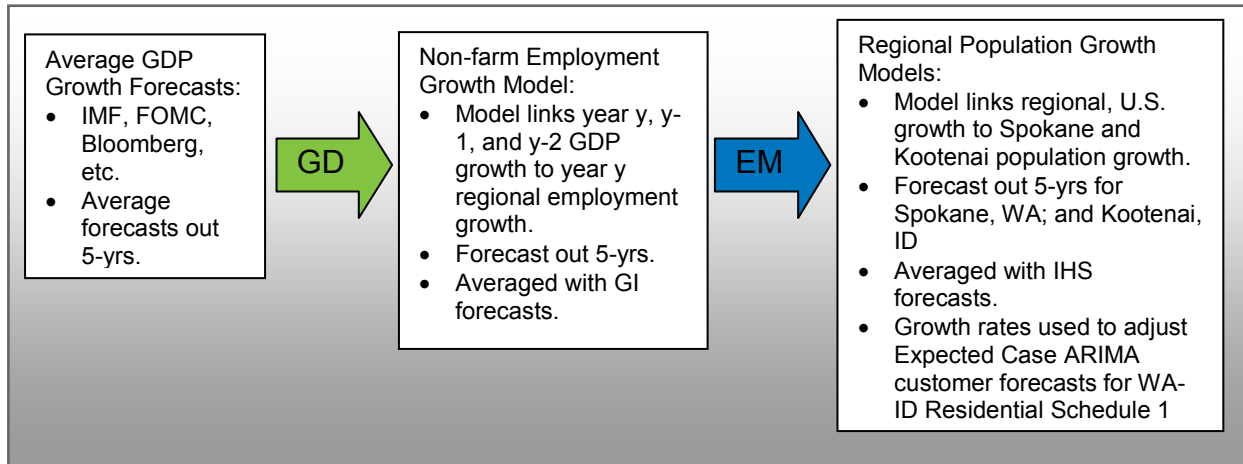 Average GDP
Growth Forecasts:
• IMF, FOMC,
Bloomberg,
etc.
• Average
forecasts out
5-yrs.
GD
Non-farm Employment
Growth Model:
• Model links year y, y-
1, and y-2 GDP
growth to year y
regional employment
growth.
• Forecast out 5-yrs.
• Averaged with GI
forecasts.
EM
Regional Population Growth
Models:
• Model links regional, U.S.
growth to Spokane and
Kootenai population growth.
• Forecast out 5-yrs for
Spokane, WA; and Kootenai,
ID
• Averaged with IHS
forecasts.
• Growth rates used to adjust
Expected Case ARIMA
customer forecasts for WA-
ID Residential Schedule 1